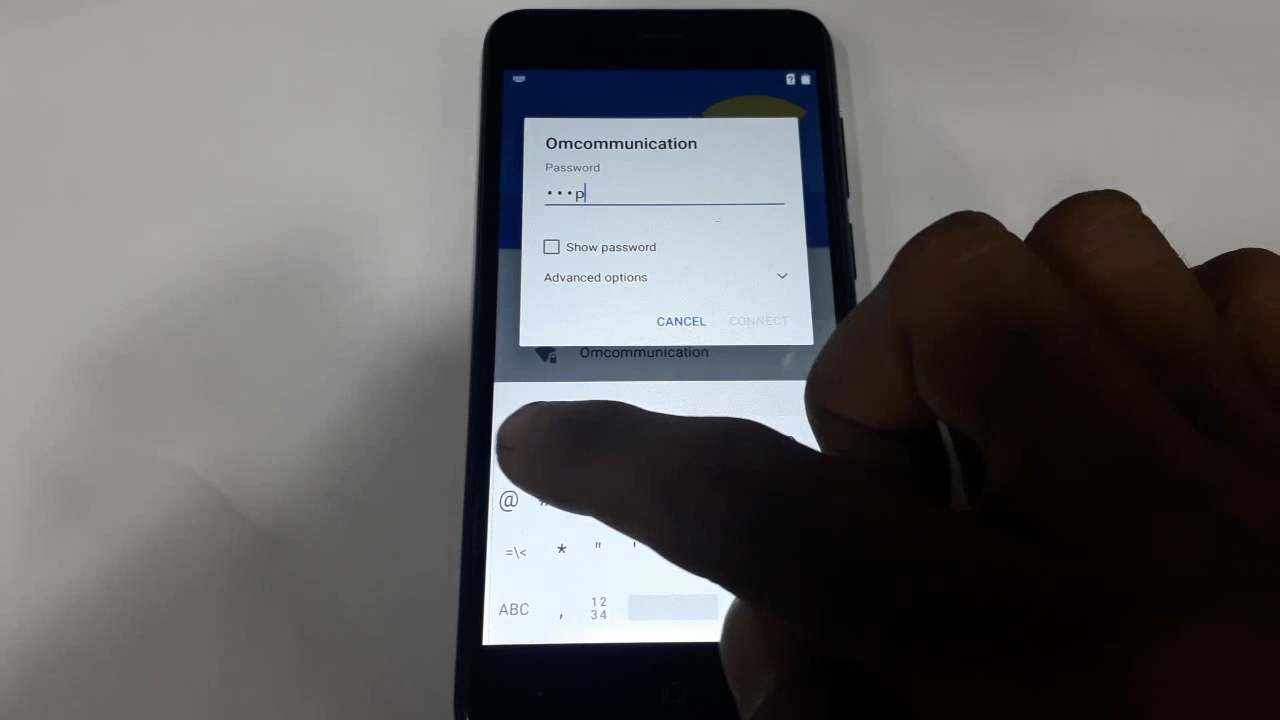 Omcommunication
Password
•••p
Show password
Advanced options
CANCEL CONNECT
Omcommunication
@
=\< * " '
ABC , 12
34